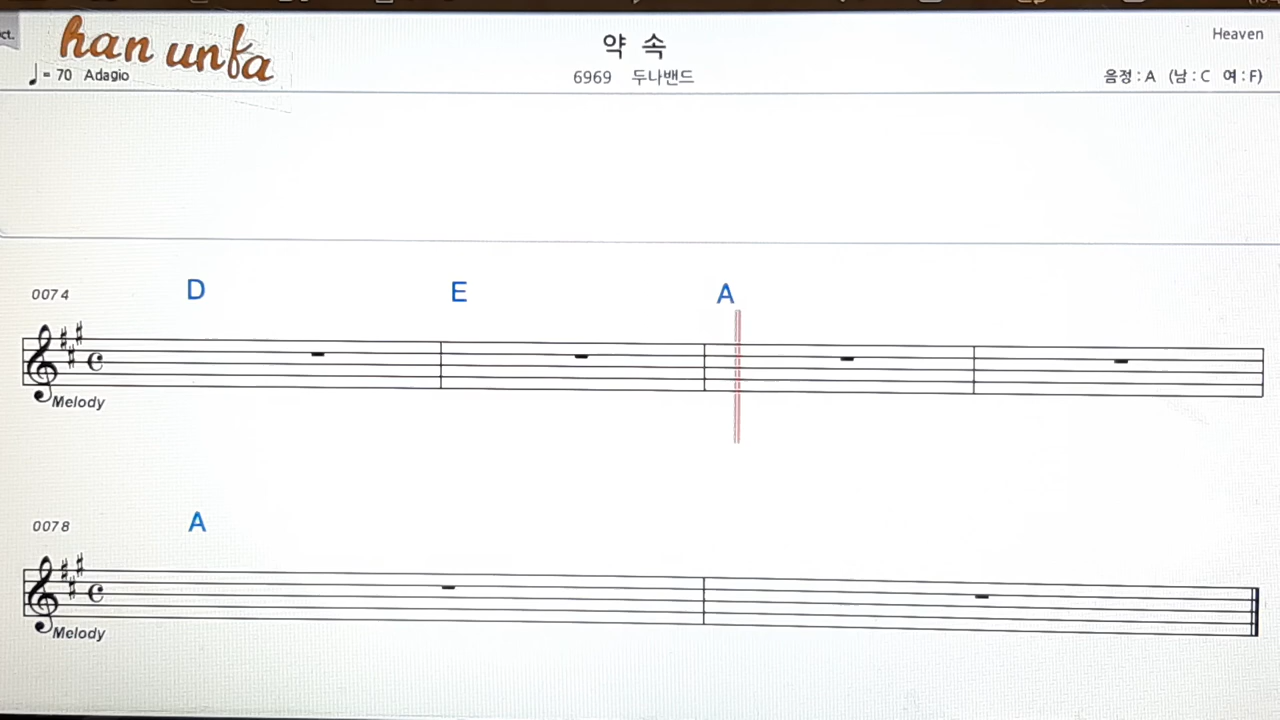 ct.
han unfa
약 속
Heaven
♩= 70 Adagio
6969 두나밴드
음정 : A (남 : C 여 : F)
0074
D E A
Melody
0078
A
Melody